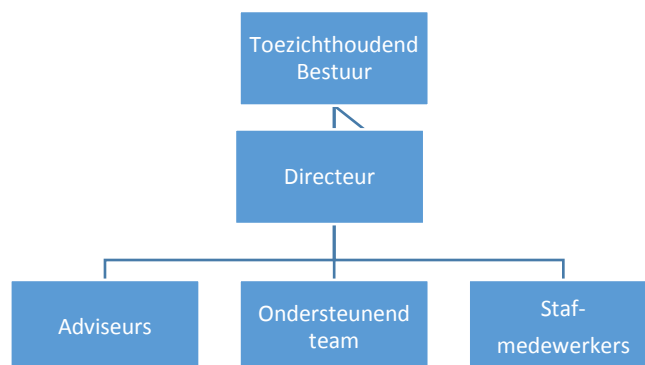 Toezichthoudend
Bestuur
Directeur
Adviseurs
Ondersteunend
team
Staf-
medewerkers